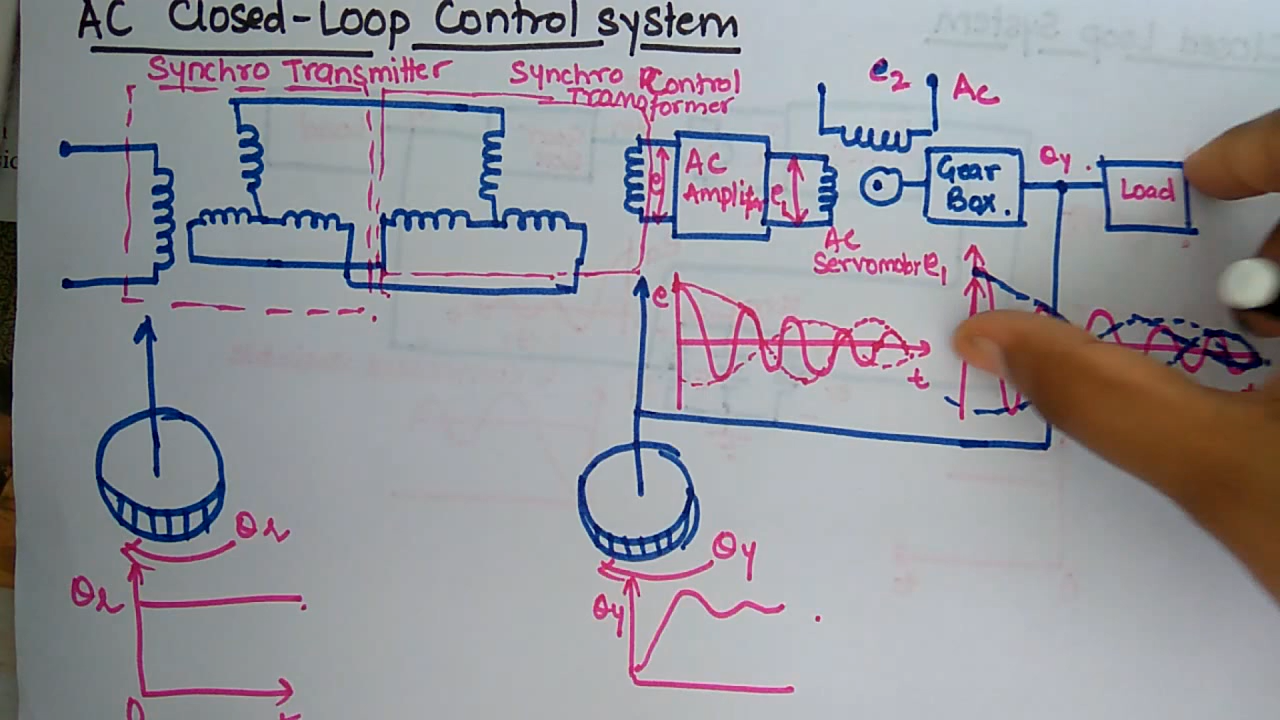 AC Closed-Loop Control system
Synchro Transmitter
Synchro Control
Transformer
e2
AC
AC
Amplifier
e1
Gear
Box.
θy.
Load
AC
Servomotor
e
t
e1
θr
θr
θy
θy